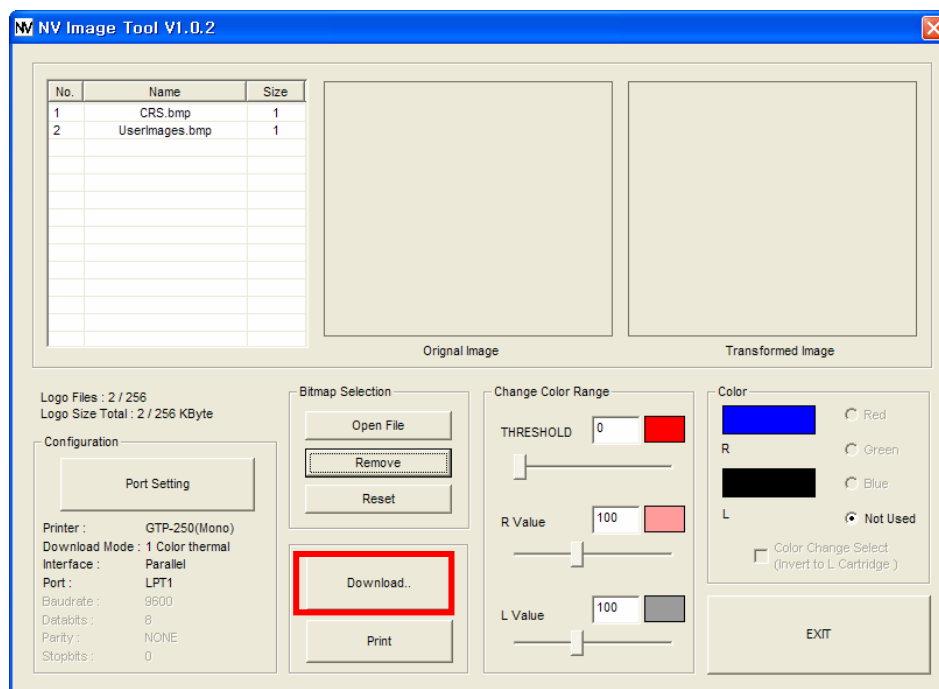 NV NV Image Tool V1.0.2
No. Name Size
1 CRS.bmp 1
2 UserImages.bmp 1
Orignal Image
Transformed Image
Logo Files : 2 / 256
Logo Size Total : 2 / 256 KByte
Configuration
Port Setting
Printer : GTP-250(Mono)
Download Mode : 1 Color thermal
Interface : Parallel
Port : LPT1
Baudrate : 9600
Databits : 8
Parity : NONE
Stopbits : 0
Bitmap Selection
Open File
Remove
Reset
Download..
Print
Change Color Range
THRESHOLD 0
R Value 100
L Value 100
Color
R
L
Red
Green
Blue
Not Used
Color Change Select
(Invert to L Cartridge )
EXIT